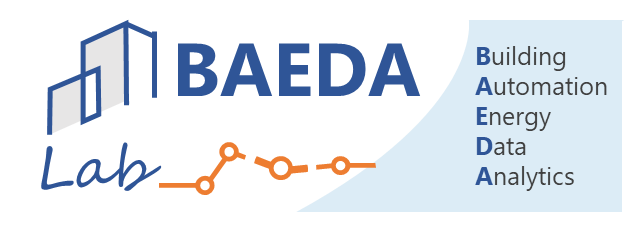 BAEDA
Lab
Building
Automation
Energy
Data
Analytics